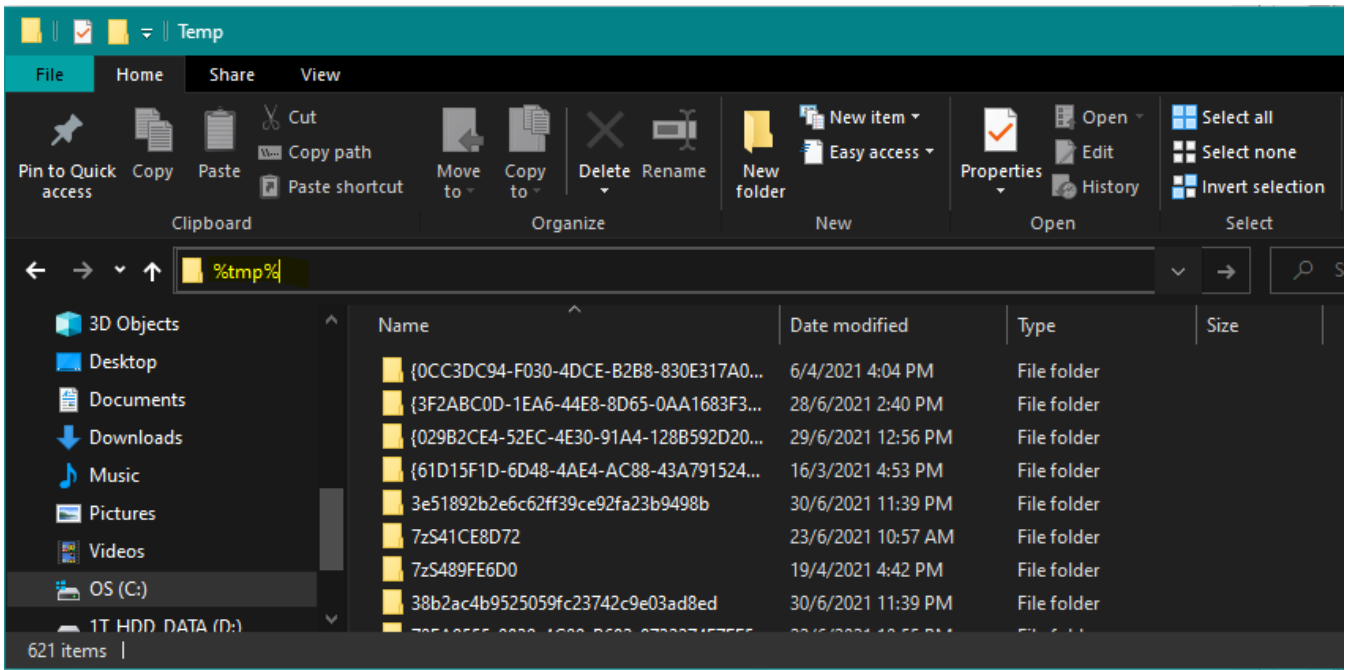 Temp
File Home Share View
Pin to Quick access
Copy
Paste
Cut
Copy path
Paste shortcut
Clipboard
Move to
Copy to
Delete
Rename
Organize
New folder
New item
Easy access
New
Properties
Open
Edit
History
Open
Select all
Select none
Invert selection
Select
%tmp%
S
3D Objects
Desktop
Documents
Downloads
Music
Pictures
Videos
OS (C:)
1T_HDD_DATA (D:)
Name Date modified Type Size
{0CC3DC94-F030-4DCE-B2B8-830E317A0... 6/4/2021 4:04 PM File folder
{3F2ABC0D-1EA6-44E8-8D65-0AA1683F3... 28/6/2021 2:40 PM File folder
{029B2CE4-52EC-4E30-91A4-128B592D20... 29/6/2021 12:56 PM File folder
{61D15F1D-6D48-4AE4-AC88-43A791524... 16/3/2021 4:53 PM File folder
3e51892b2e6c62ff39ce92fa23b9498b 30/6/2021 11:39 PM File folder
7zS41CE8D72 23/6/2021 10:57 AM File folder
7zS489FE6D0 19/4/2021 4:42 PM File folder
38b2ac4b9525059fc23742c9e03ad8ed 30/6/2021 11:39 PM File folder
621 items